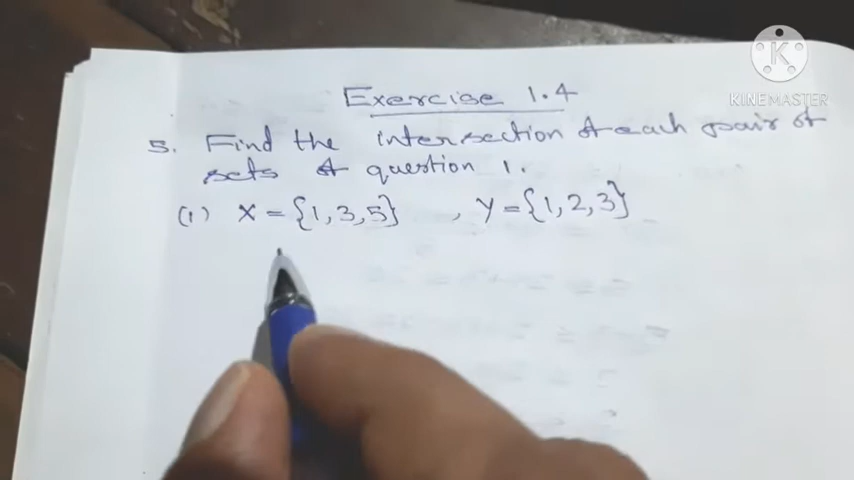 K
KINEMASTER
Exercise 1.4
5. Find the intersection of each pair of
sets of question 1.
(i) X = {1, 3, 5} , Y = {1, 2, 3}